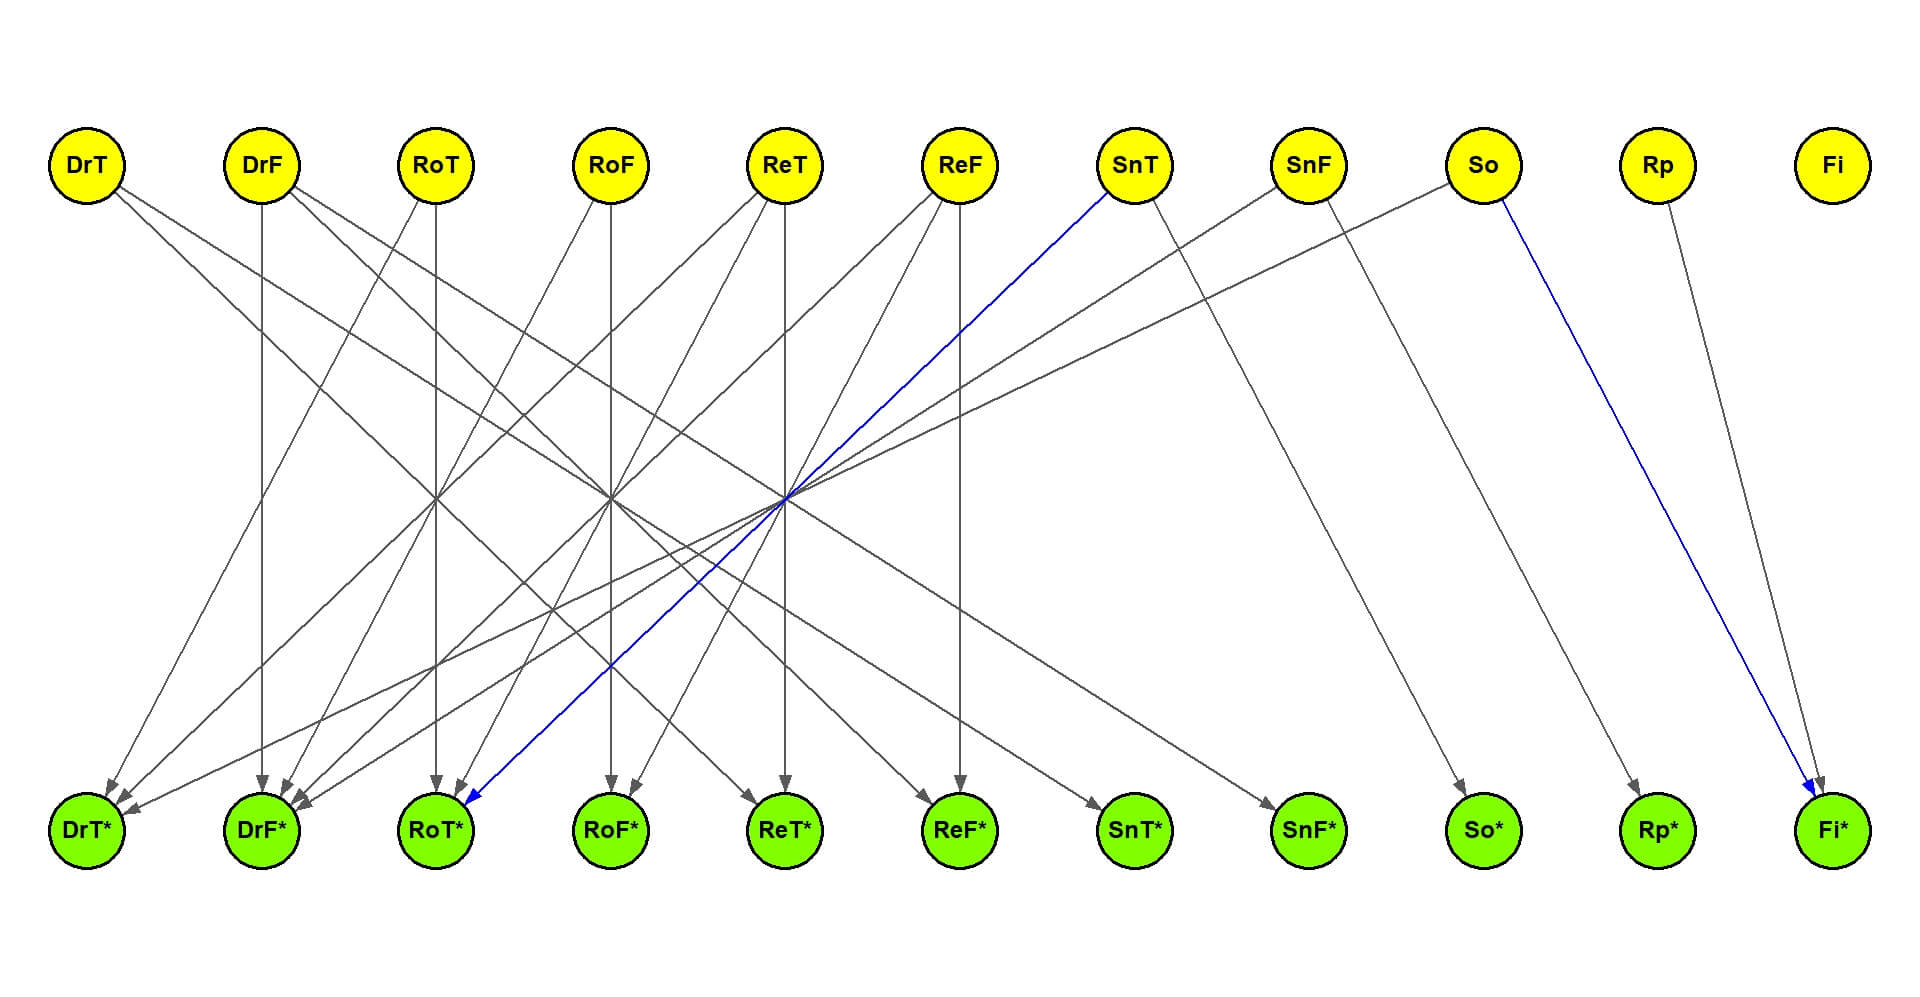 DrT DrF RoT RoF ReT ReF SnT SnF So Rp Fi
DrT* DrF* RoT* RoF* ReT* ReF* SnT* SnF* So* Rp* Fi*